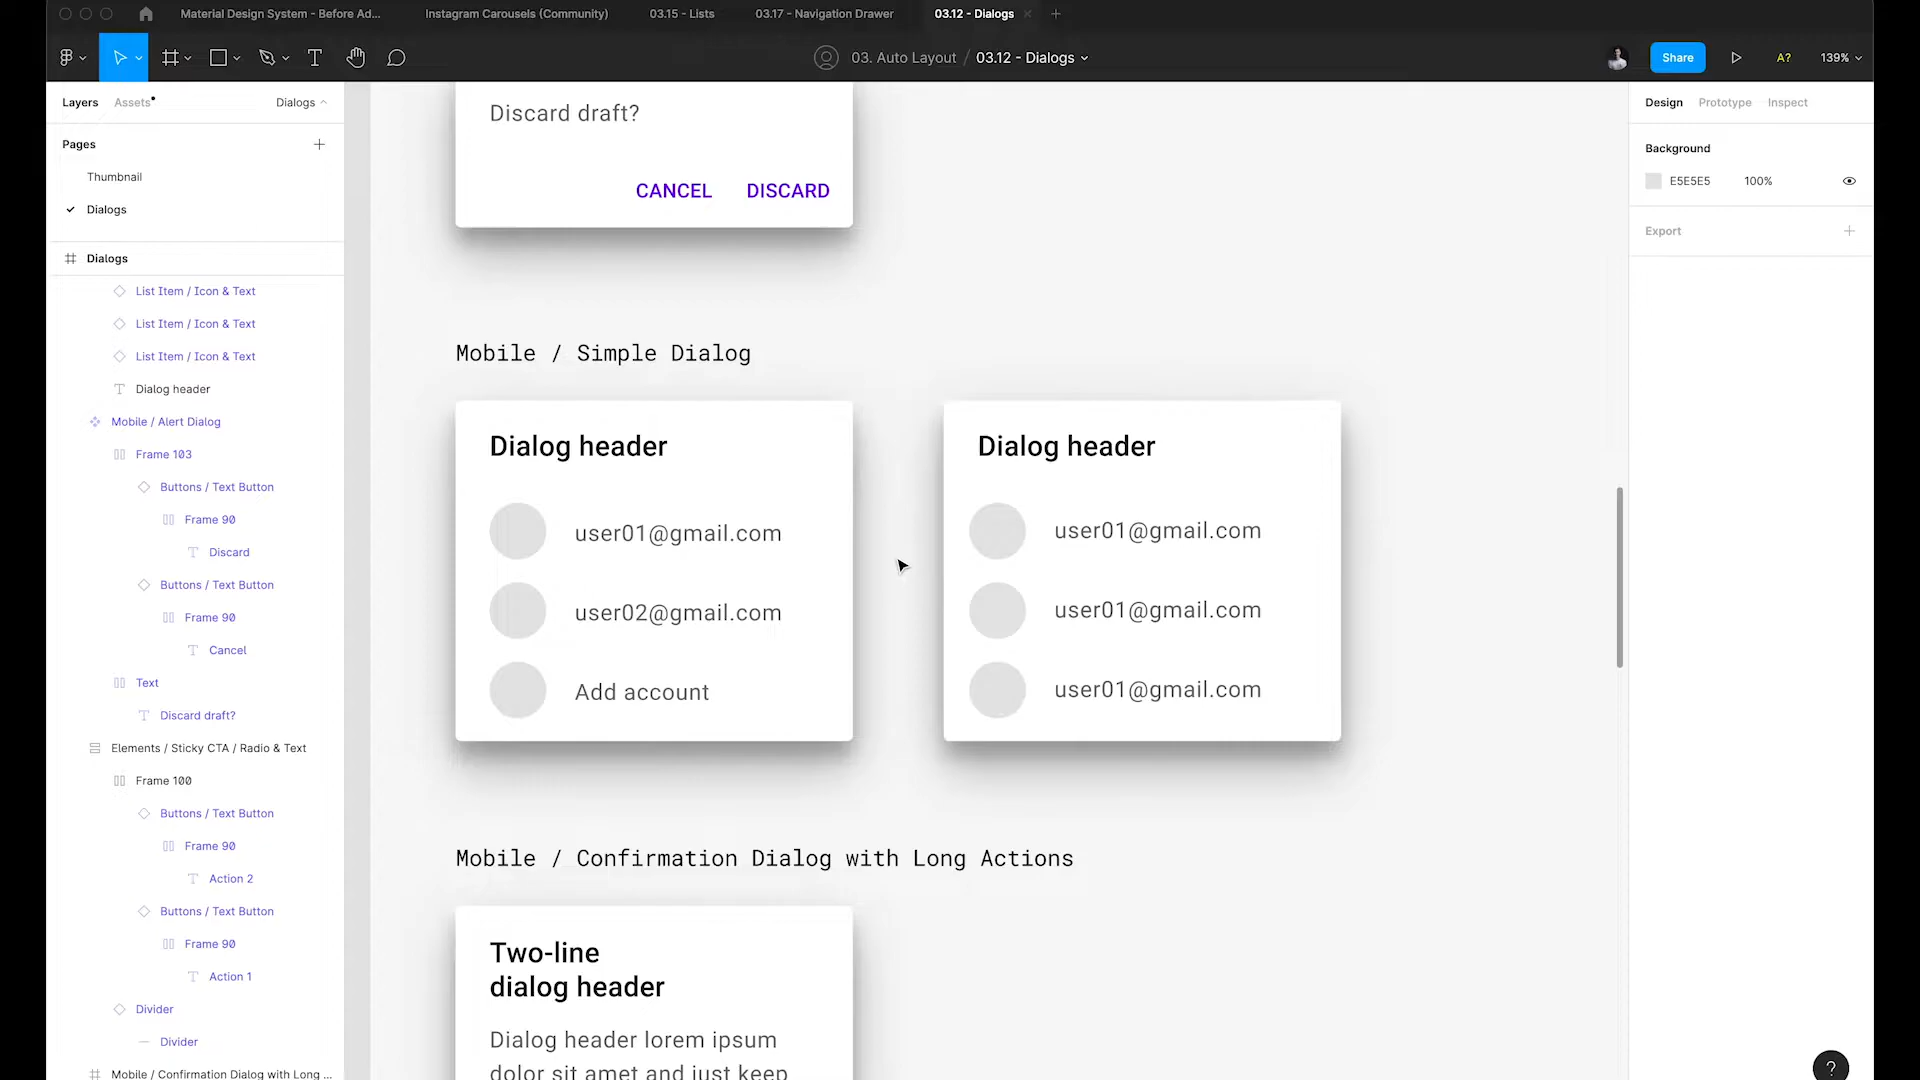 Material Design System - Before Ad...
Instagram Carousels (Community)
03.15 - Lists
03.17 - Navigation Drawer
03.12 - Dialogs
03. Auto Layout / 03.12 - Dialogs
Share
A?
139%
Layers
Assets
Dialogs
Pages
Thumbnail
Dialogs
Dialogs
List Item / Icon & Text
List Item / Icon & Text
List Item / Icon & Text
Dialog header
Mobile / Alert Dialog
Frame 103
Buttons / Text Button
Frame 90
Discard
Buttons / Text Button
Frame 90
Cancel
Text
Discard draft?
Elements / Sticky CTA / Radio & Text
Frame 100
Buttons / Text Button
Frame 90
Action 2
Buttons / Text Button
Frame 90
Action 1
Divider
Divider
Mobile / Confirmation Dialog with Long ...
Discard draft?
CANCEL DISCARD
Mobile / Simple Dialog
Dialog header
user01@gmail.com
user02@gmail.com
Add account
Dialog header
user01@gmail.com
user01@gmail.com
user01@gmail.com
Mobile / Confirmation Dialog with Long Actions
Two-line
dialog header
Dialog header lorem ipsum
dolor sit amet and just keep
Design
Prototype
Inspect
Background
E5E5E5
100%
Export
?